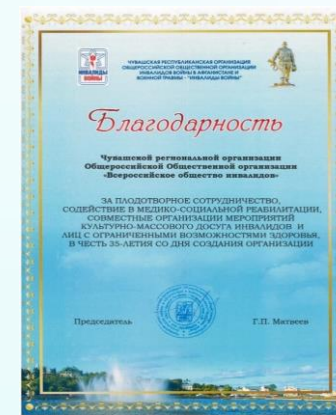 ИНВАЛИДЫ
ВОЙНЫ
ЧУВАШСКАЯ РЕСПУБЛИКАНСКАЯ ОРГАНИЗАЦИЯ
ОБЩЕРОССИЙСКОЙ ОБЩЕСТВЕННОЙ ОРГАНИЗАЦИИ
ИНВАЛИДОВ ВОЙНЫ В АФГАНИСТАНЕ И
ВОЕННОЙ ТРАВМЫ - "ИНВАЛИДЫ ВОЙНЫ"
Благодарность
Чувашской региональной организации
Общероссийской Общественной организации
«Всероссийское общество инвалидов»
ЗА ПЛОДОТВОРНОЕ СОТРУДНИЧЕСТВО,
СОДЕЙСТВИЕ В МЕДИКО-СОЦИАЛЬНОЙ РЕАБИЛИТАЦИИ,
СОВМЕСТНЫЕ ОРГАНИЗАЦИИ МЕРОПРИЯТИЙ
КУЛЬТУРНО-МАССОВОГО ДОСУГА ИНВАЛИДОВ И
ЛИЦ С ОГРАНИЧЕННЫМИ ВОЗМОЖНОСТЯМИ ЗДОРОВЬЯ,
В ЧЕСТЬ 35-ЛЕТИЯ СО ДНЯ СОЗДАНИЯ ОРГАНИЗАЦИИ
Председатель Г.П. Матвеев